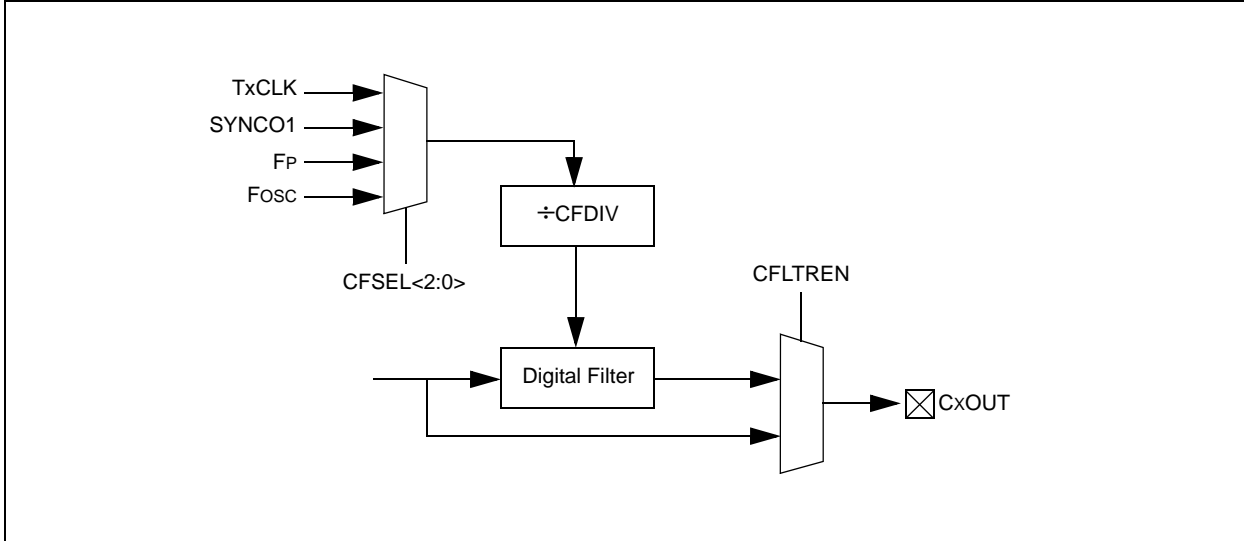 TxCLK
SYNCO1
FP
FOSC
÷CFDIV
CFSEL<2:0>
CFLTREN
Digital Filter
CxOUT